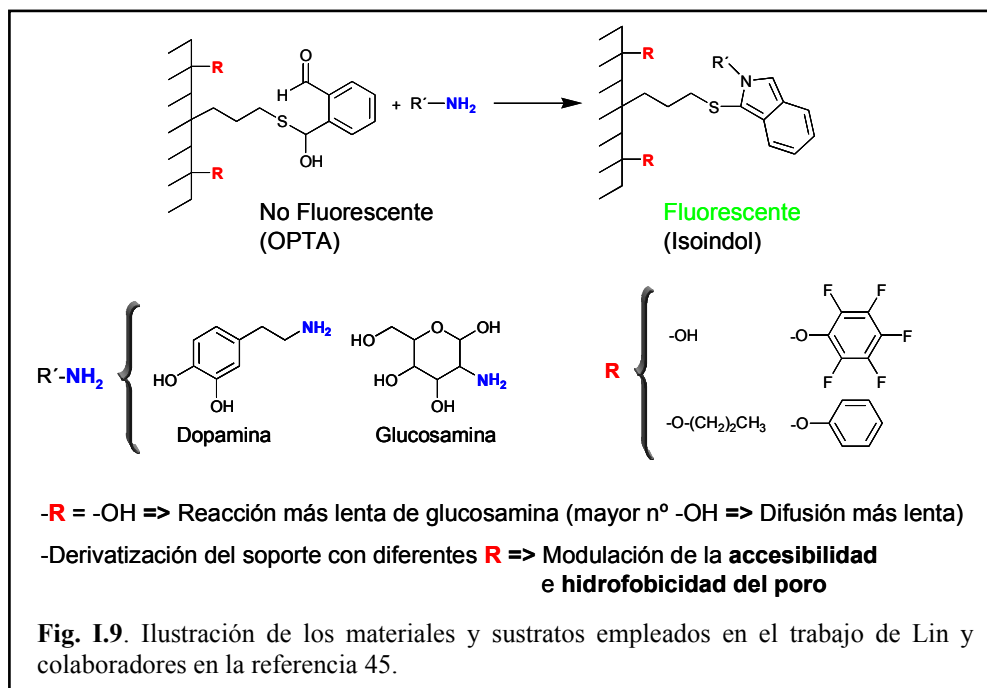 R
H
O
S
OH
+ R´—NH2
R
No Fluorescente
(OPTA)
R
R´
N
S
R
Fluorescente
(Isoindol)
R´-NH2
NH2
HO
OH
Dopamina
HO
O
OH
HO
NH2
OH
Glucosamina
R
-OH
-O
F
F
F
F
F
-O-(CH2)2CH3
-O
-R = -OH => Reacción más lenta de glucosamina (mayor nº -OH => Difusión más lenta)
-Derivatización del soporte con diferentes R => Modulación de la accesibilidad
e hidrofobicidad del poro
Fig. I.9. Ilustración de los materiales y sustratos empleados en el trabajo de Lin y
colaboradores en la referencia 45.